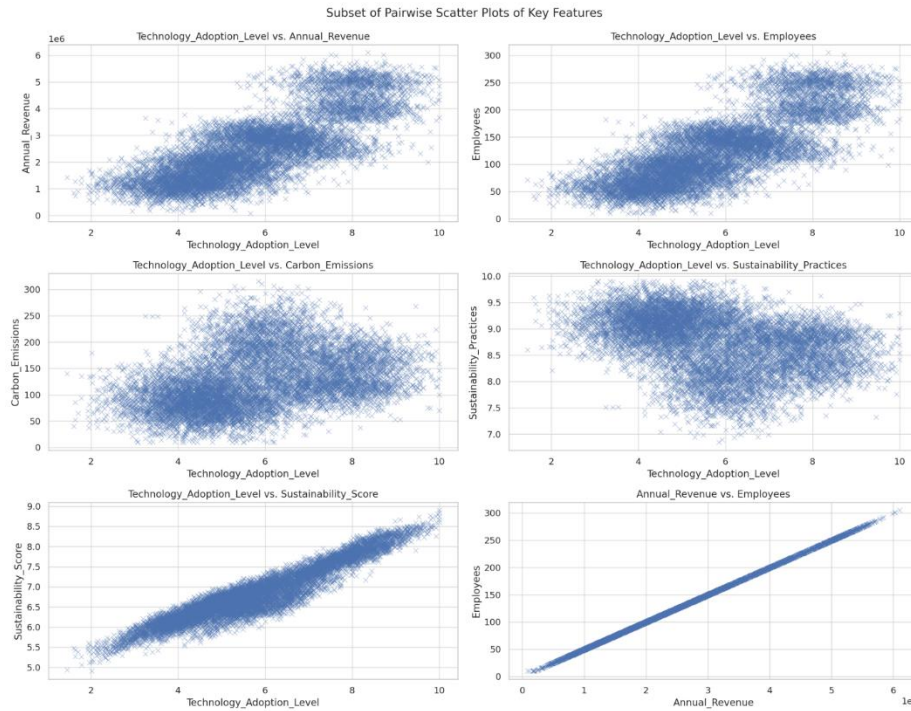 Subset of Pairwise Scatter Plots of Key Features
Technology_Adoption_Level vs. Annual_Revenue
1e6
6
5
4
3
2
1
0
Annual_Revenue
2 4 6 8 10
Technology_Adoption_Level
Technology_Adoption_Level vs. Employees
300
250
200
150
100
50
0
Employees
2 4 6 8 10
Technology_Adoption_Level
Technology_Adoption_Level vs. Carbon_Emissions
300
250
200
150
100
50
0
Carbon_Emissions
2 4 6 8 10
Technology_Adoption_Level
Technology_Adoption_Level vs. Sustainability_Practices
10.0
9.5
9.0
8.5
8.0
7.5
7.0
Sustainability_Practices
2 4 6 8 10
Technology_Adoption_Level
Technology_Adoption_Level vs. Sustainability_Score
9.0
8.5
8.0
7.5
7.0
6.5
6.0
5.5
5.0
Sustainability_Score
2 4 6 8 10
Technology_Adoption_Level
Annual_Revenue vs. Employees
300
250
200
150
100
50
0
Employees
0 1 2 3 4 5 6
Annual_Revenue